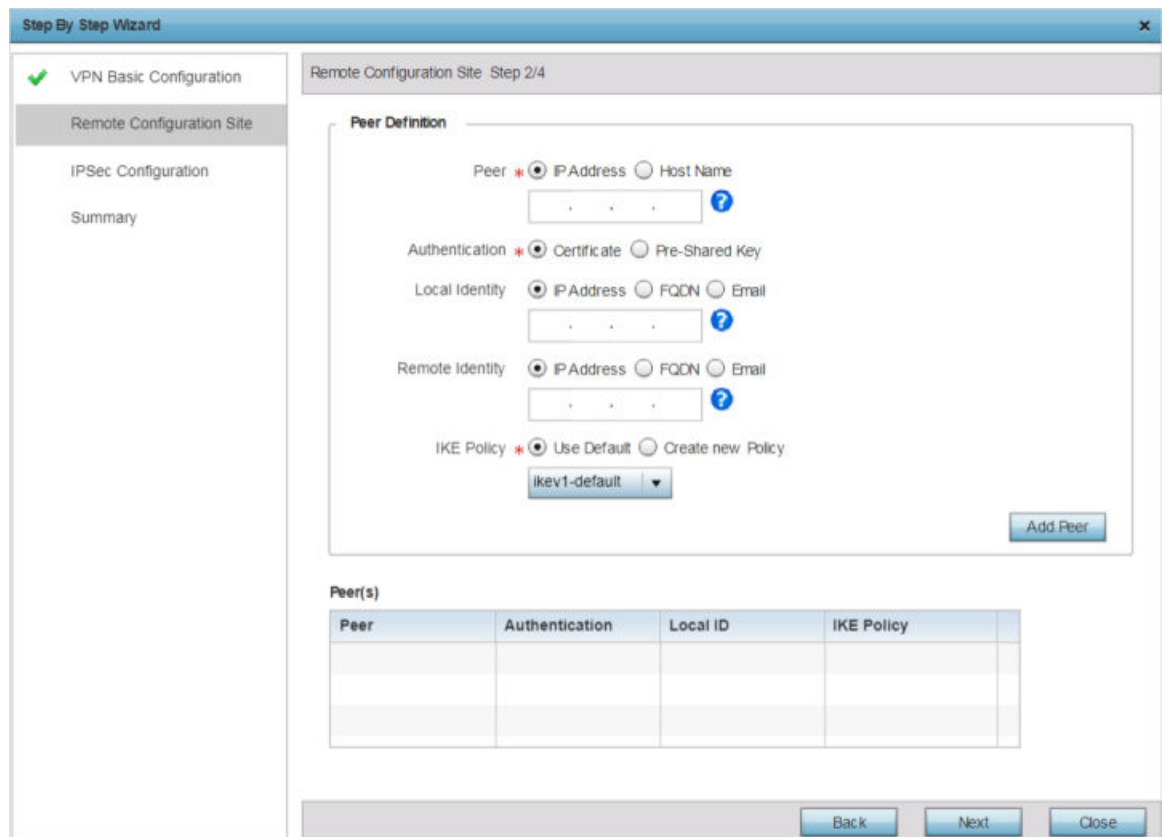 Step By Step Wizard
VPN Basic Configuration
Remote Configuration Site
IPSec Configuration
Summary
Remote Configuration Site Step 2/4
Peer Definition
Peer * IP Address Host Name
. . . ?
Authentication * Certificate Pre-Shared Key
Local Identity IP Address FQDN Email
. . . ?
Remote Identity IP Address FQDN Email
. . . ?
IKE Policy * Use Default Create new Policy
ikev1-default
Add Peer
Peer(s)
Peer Authentication Local ID IKE Policy
Back Next Close